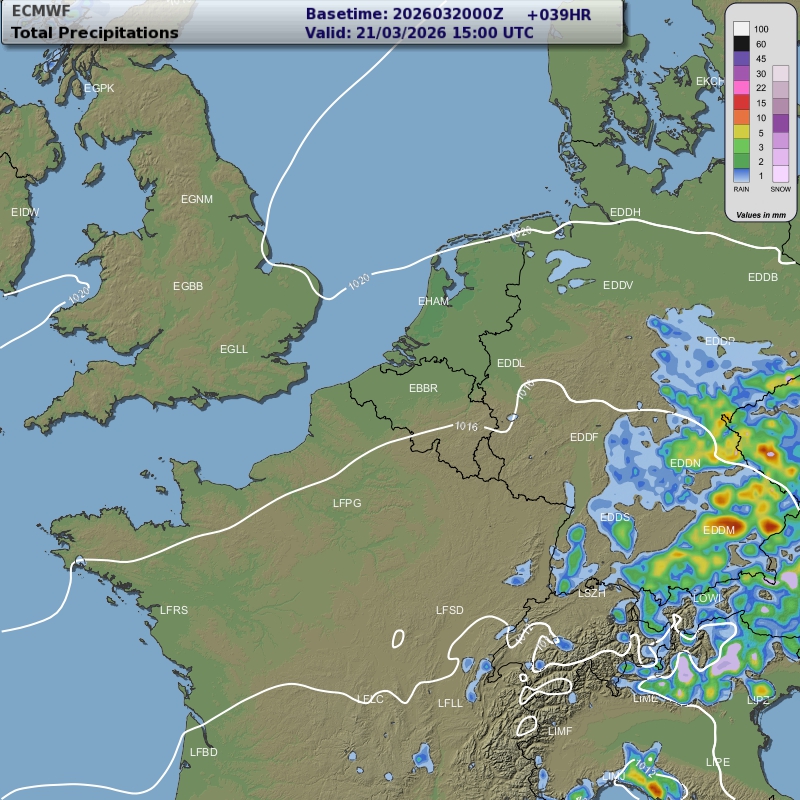 ECMWF
Total Precipitations
Basetime: 2026032000Z +039HR
Valid: 21/03/2026 15:00 UTC
100
60
45
30
22
15
10
5
3
2
1
RAIN SNOW
Values in mm
EGPK
EKCH
EGNM
EIDW
EDDH
1020
EDDB
1020
EGBB
EDDV
1020
EHAM
EGLL
EDDP
EDDL
EBBR
1016
1016
EDDF
EDDN
LFPG
EDDS
EDDM
LSZH
LOWI
LFRS
LFSD
LFLC
LFLL
LIML
LIPZ
LIMF
LFBD
LIPE
LIMJ
1012